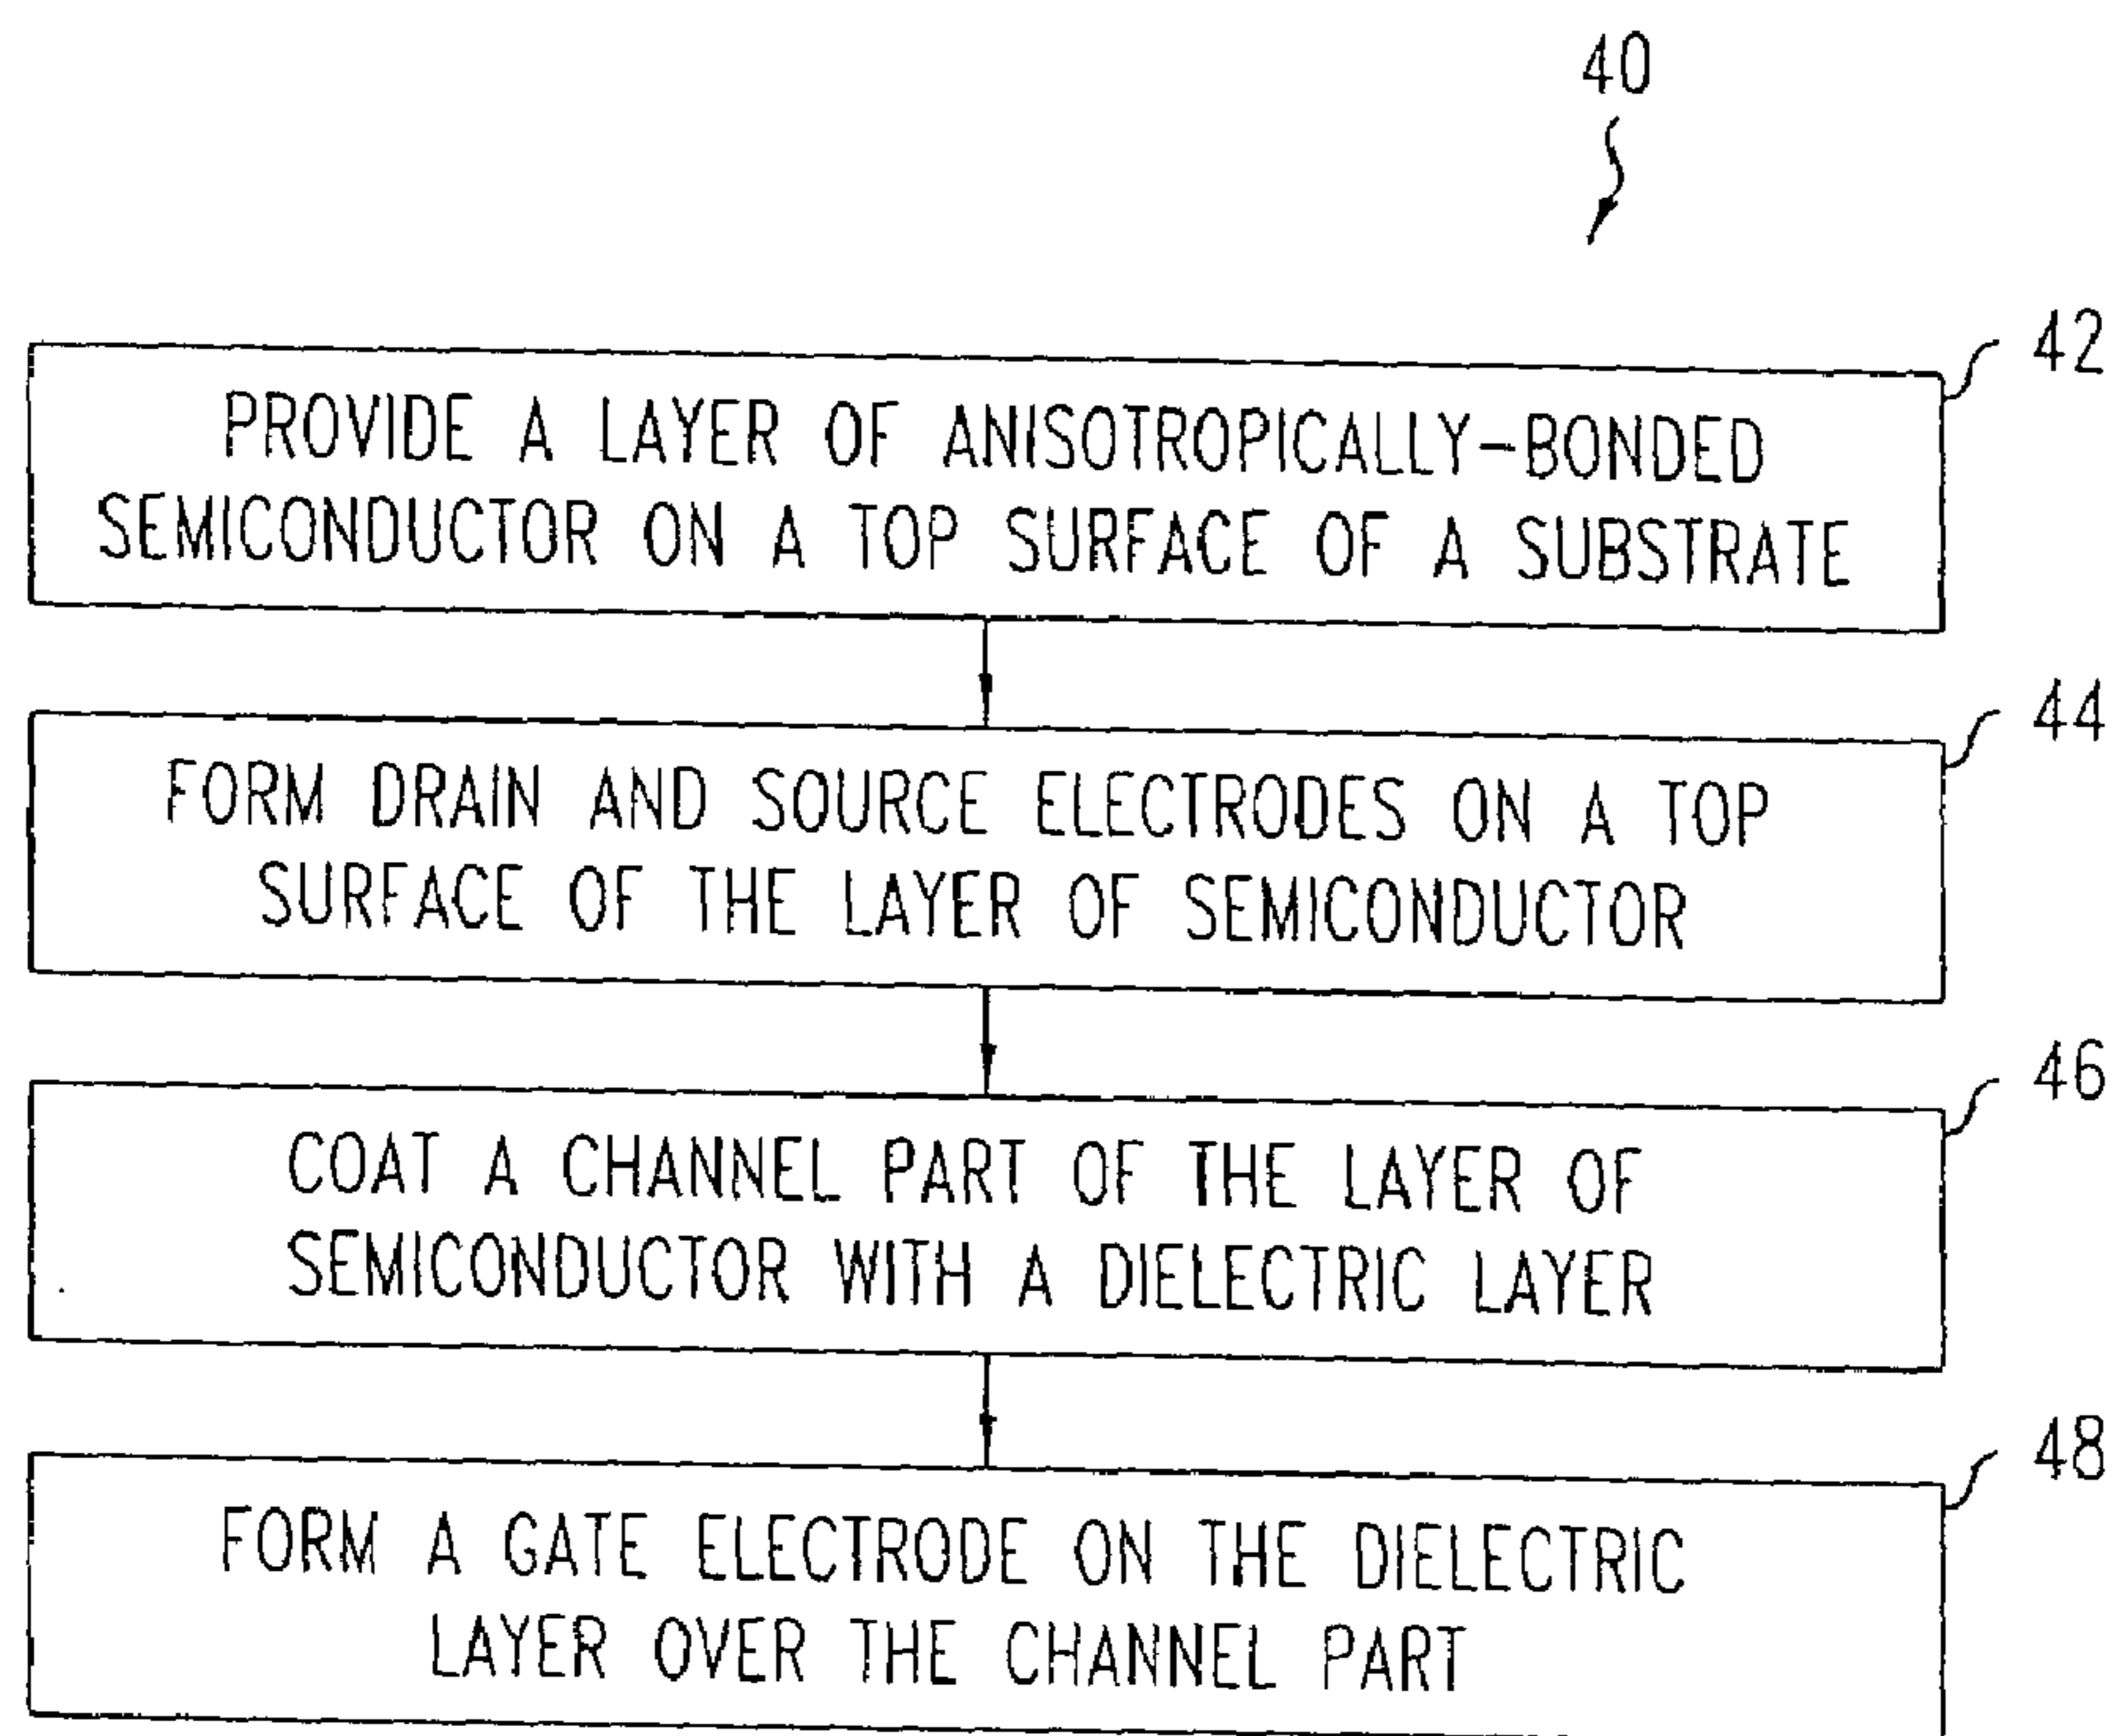 40
42
PROVIDE A LAYER OF ANISOTROPICALLY-BONDED
SEMICONDUCTOR ON A TOP SURFACE OF A SUBSTRATE
44
FORM DRAIN AND SOURCE ELECTRODES ON A TOP
SURFACE OF THE LAYER OF SEMICONDUCTOR
46
COAT A CHANNEL PART OF THE LAYER OF
SEMICONDUCTOR WITH A DIELECTRIC LAYER
48
FORM A GATE ELECTRODE ON THE DIELECTRIC
LAYER OVER THE CHANNEL PART